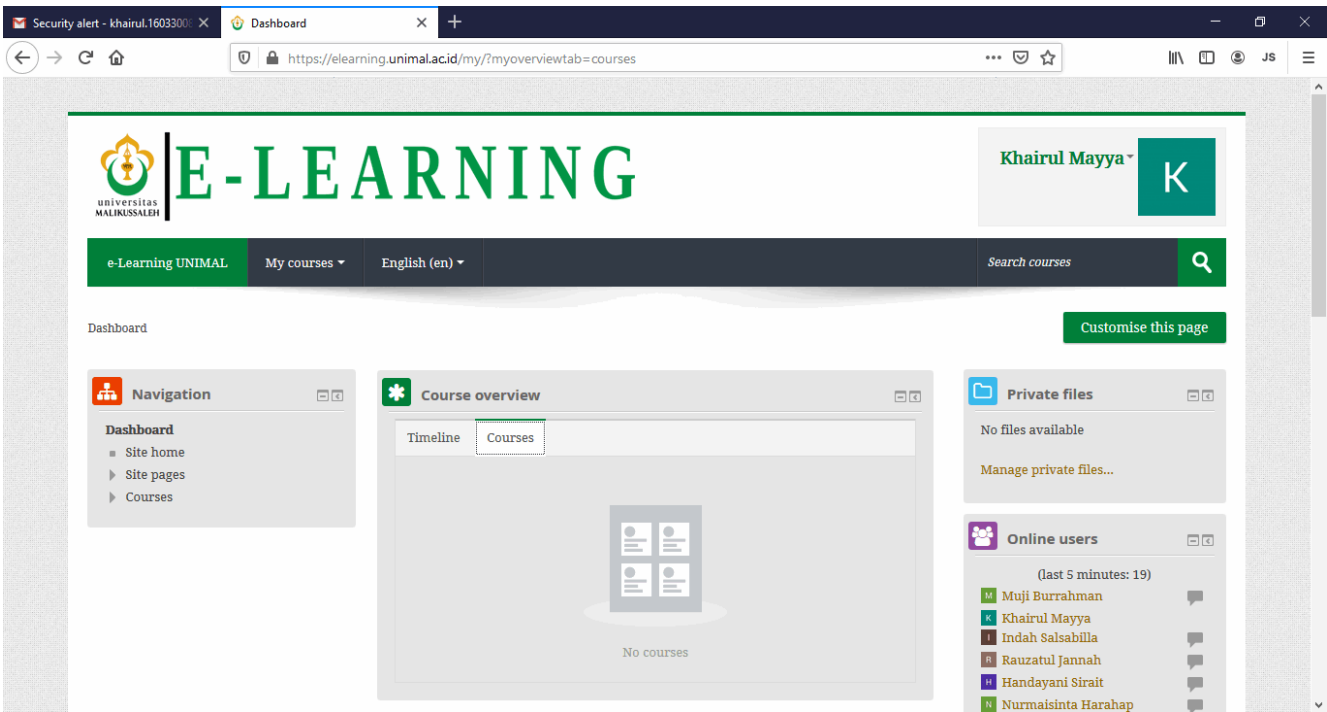 Security alert - khairul.16033008
Dashboard
https://elearning.unimal.ac.id/my/?myoverviewtab=courses
JS
universitas
MALIKUSSALEH
E-LEARNING
Khairul Mayya
K
e-Learning UNIMAL
My courses
English (en)
Search courses
Dashboard
Customise this page
Navigation
Dashboard
Site home
Site pages
Courses
Course overview
Timeline
Courses
No courses
Private files
No files available
Manage private files...
Online users
(last 5 minutes: 19)
M Muji Burrahman
K Khairul Mayya
I Indah Salsabilla
R Rauzatul Jannah
H Handayani Sirait
N Nurmaisinta Harahap